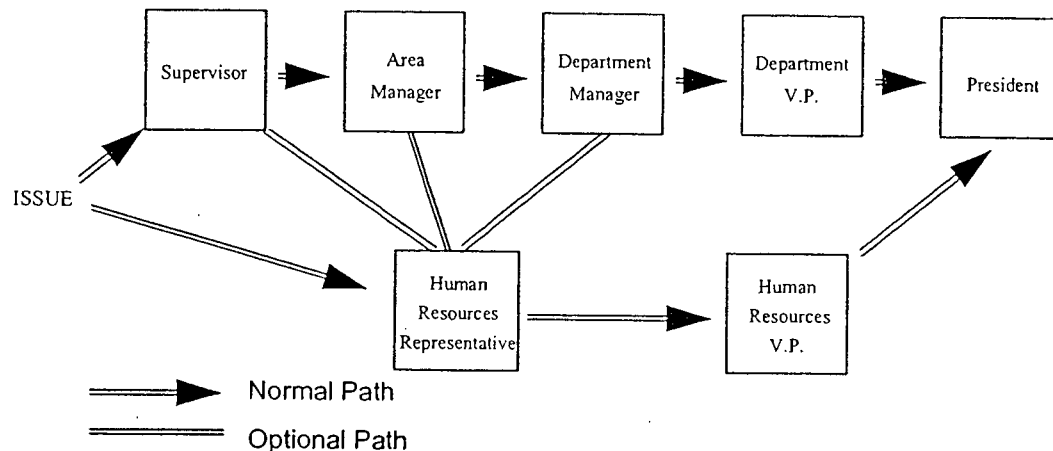 Supervisor
Area
Manager
Department
Manager
Department
V.P.
President
ISSUE
Human
Resources
Representative
Human
Resources
V.P.
Normal Path
Optional Path